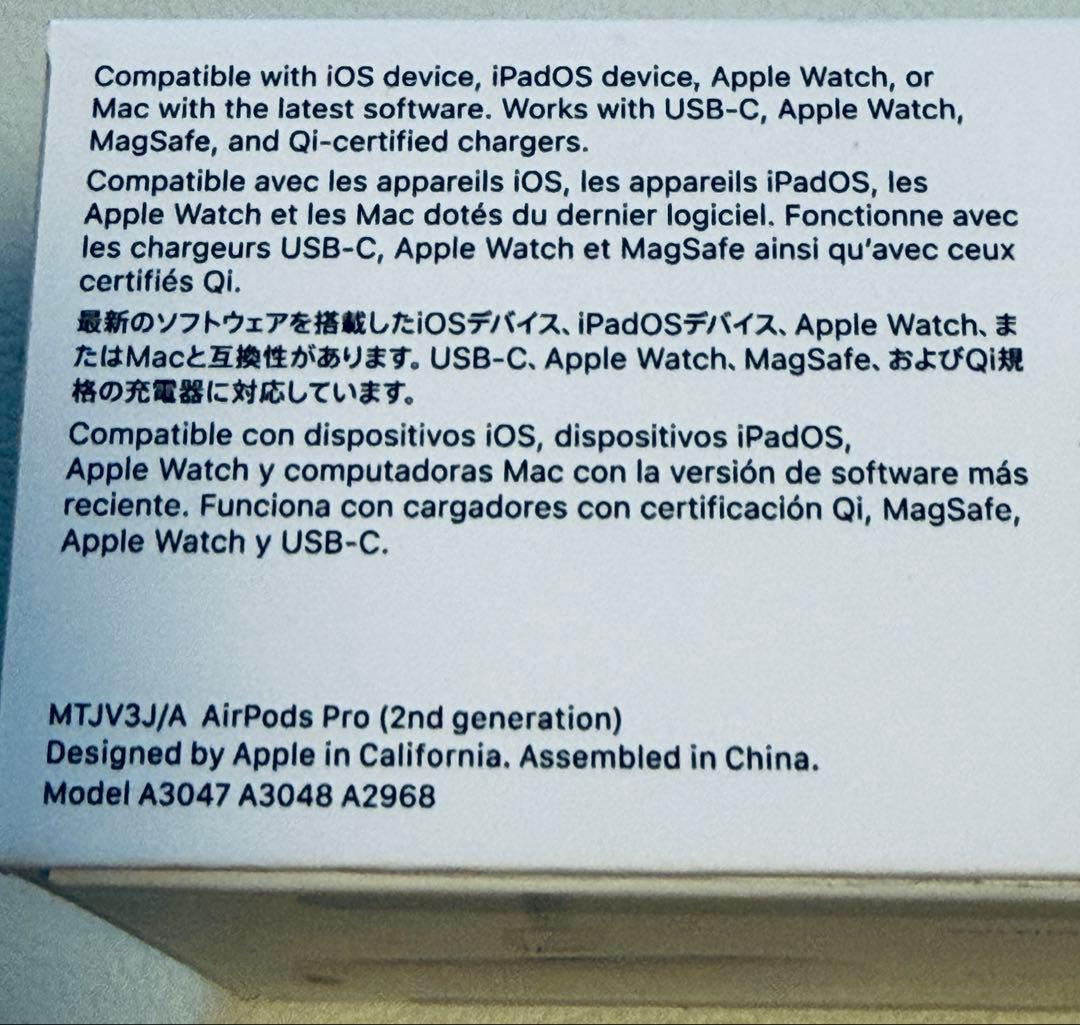 Compatible with iOS device, iPadOS device, Apple Watch, or
Mac with the latest software. Works with USB-C, Apple Watch,
MagSafe, and Qi-certified chargers.
Compatible avec les appareils iOS, les appareils iPadOS, les
Apple Watch et les Mac dotés du dernier logiciel. Fonctionne avec
les chargeurs USB-C, Apple Watch et MagSafe ainsi qu'avec ceux
certifiés Qi.
最新のソフトウェアを搭載したiOSデバイス、iPadOSデバイス、Apple Watch、ま
たはMacと互換性があります。USB-C、Apple Watch、MagSafe、およびQi規
格の充電器に対応しています。
Compatible con dispositivos iOS, dispositivos iPadOS,
Apple Watch y computadoras Mac con la versión de software más
reciente. Funciona con cargadores con certificación Qi, MagSafe,
Apple Watch y USB-C.
MTJV3J/A AirPods Pro (2nd generation)
Designed by Apple in California. Assembled in China.
Model A3047 A3048 A2968